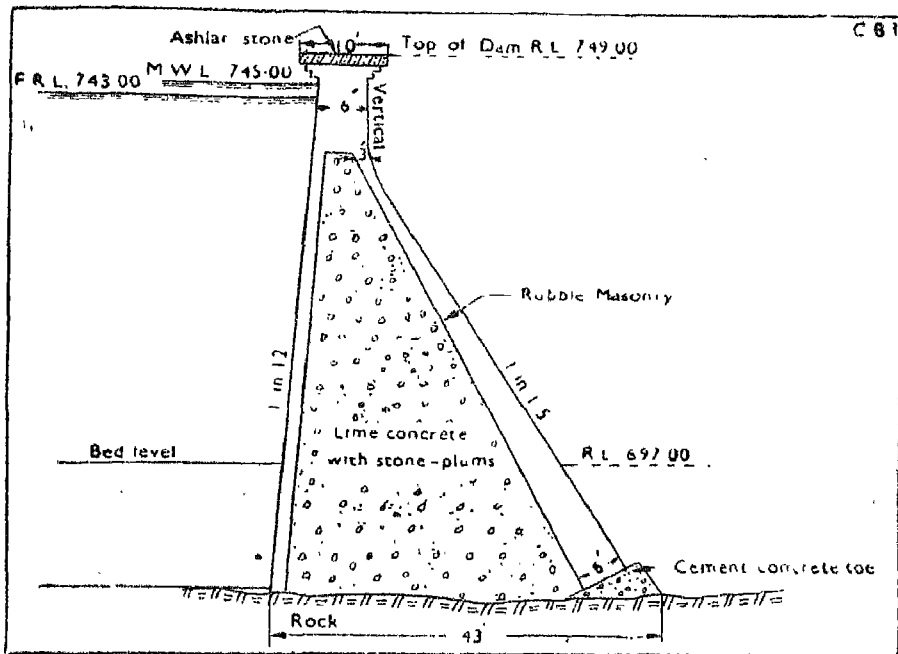 C B I
Ashlar stone
10'
Top of Dam R L 749.00
M W L 745.00
F R L. 743.00
6'
Vertical
3'
Rubble Masonry
1 in 12
1 in 1.5
Lime concrete
with stone-plums
Bed level
R L 697.00
6'
Cement concrete toe
Rock
43'